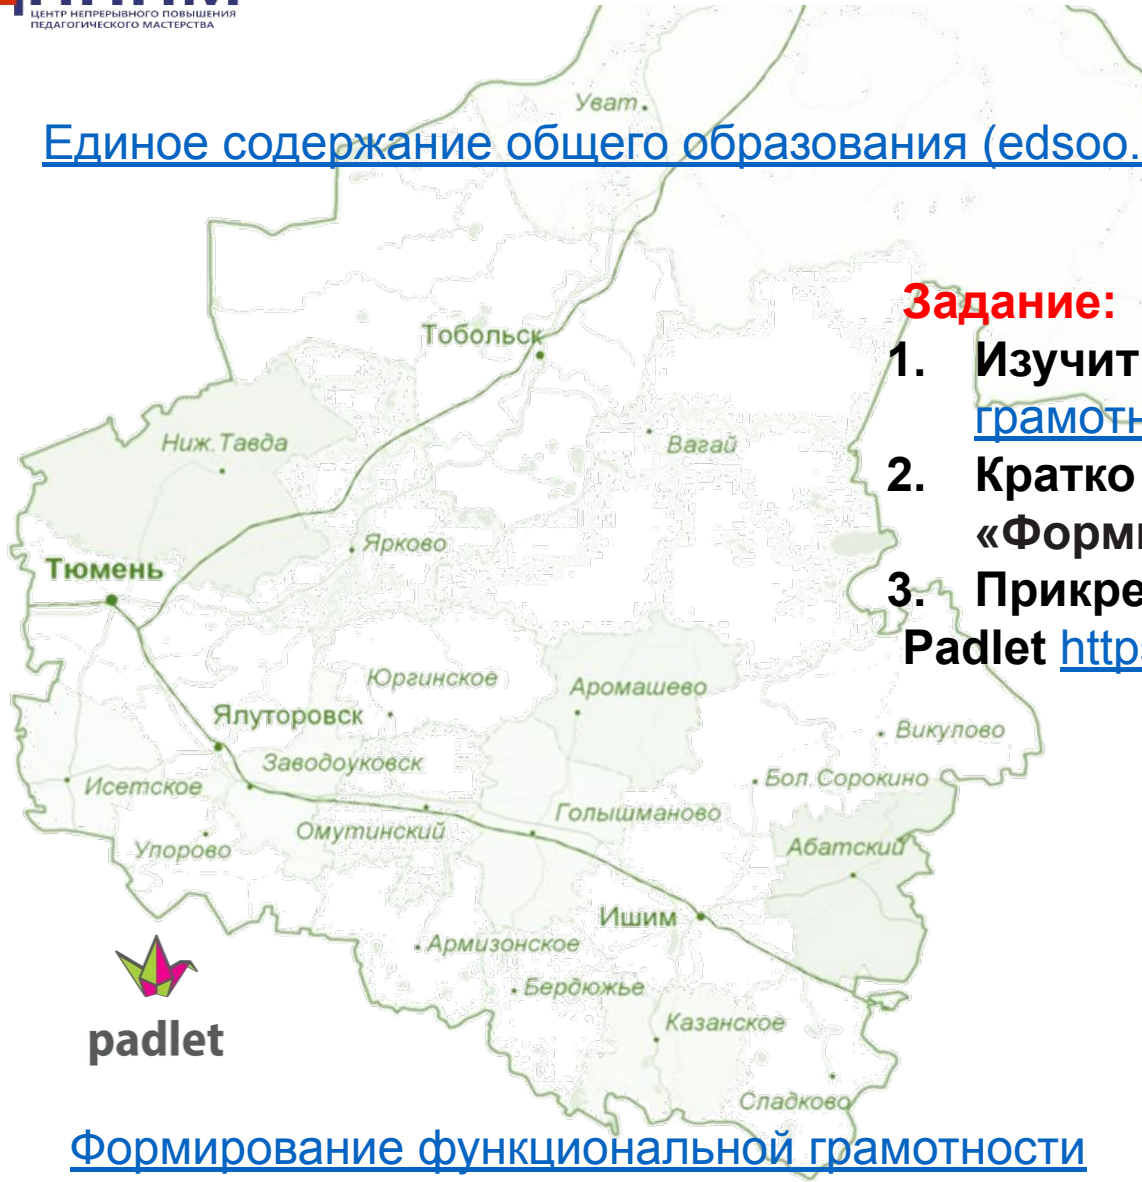 ЦЕНТР НЕПРЕРЫВНОГО ПОВЫШЕНИЯ
ПЕДАГОГИЧЕСКОГО МАСТЕРСТВА
Уват
Единое содержание общего образования (edsoo.
Задание:
Тобольск
1. Изучит
грамотн
Ниж.Тавда
Вагай
2. Кратко
«Форми
Ярково
Тюмень
3. Прикре
Padlet https
Юргинское
Аромашево
Ялуторовск
Викулово
Заводоуковск
Исетское
Бол.Сорокино
Голышманово
Омутинский
Упорово
Абатский
Ишим
Армизонское
Бердюжье
Казанское
padlet
Сладково
Формирование функциональной грамотности